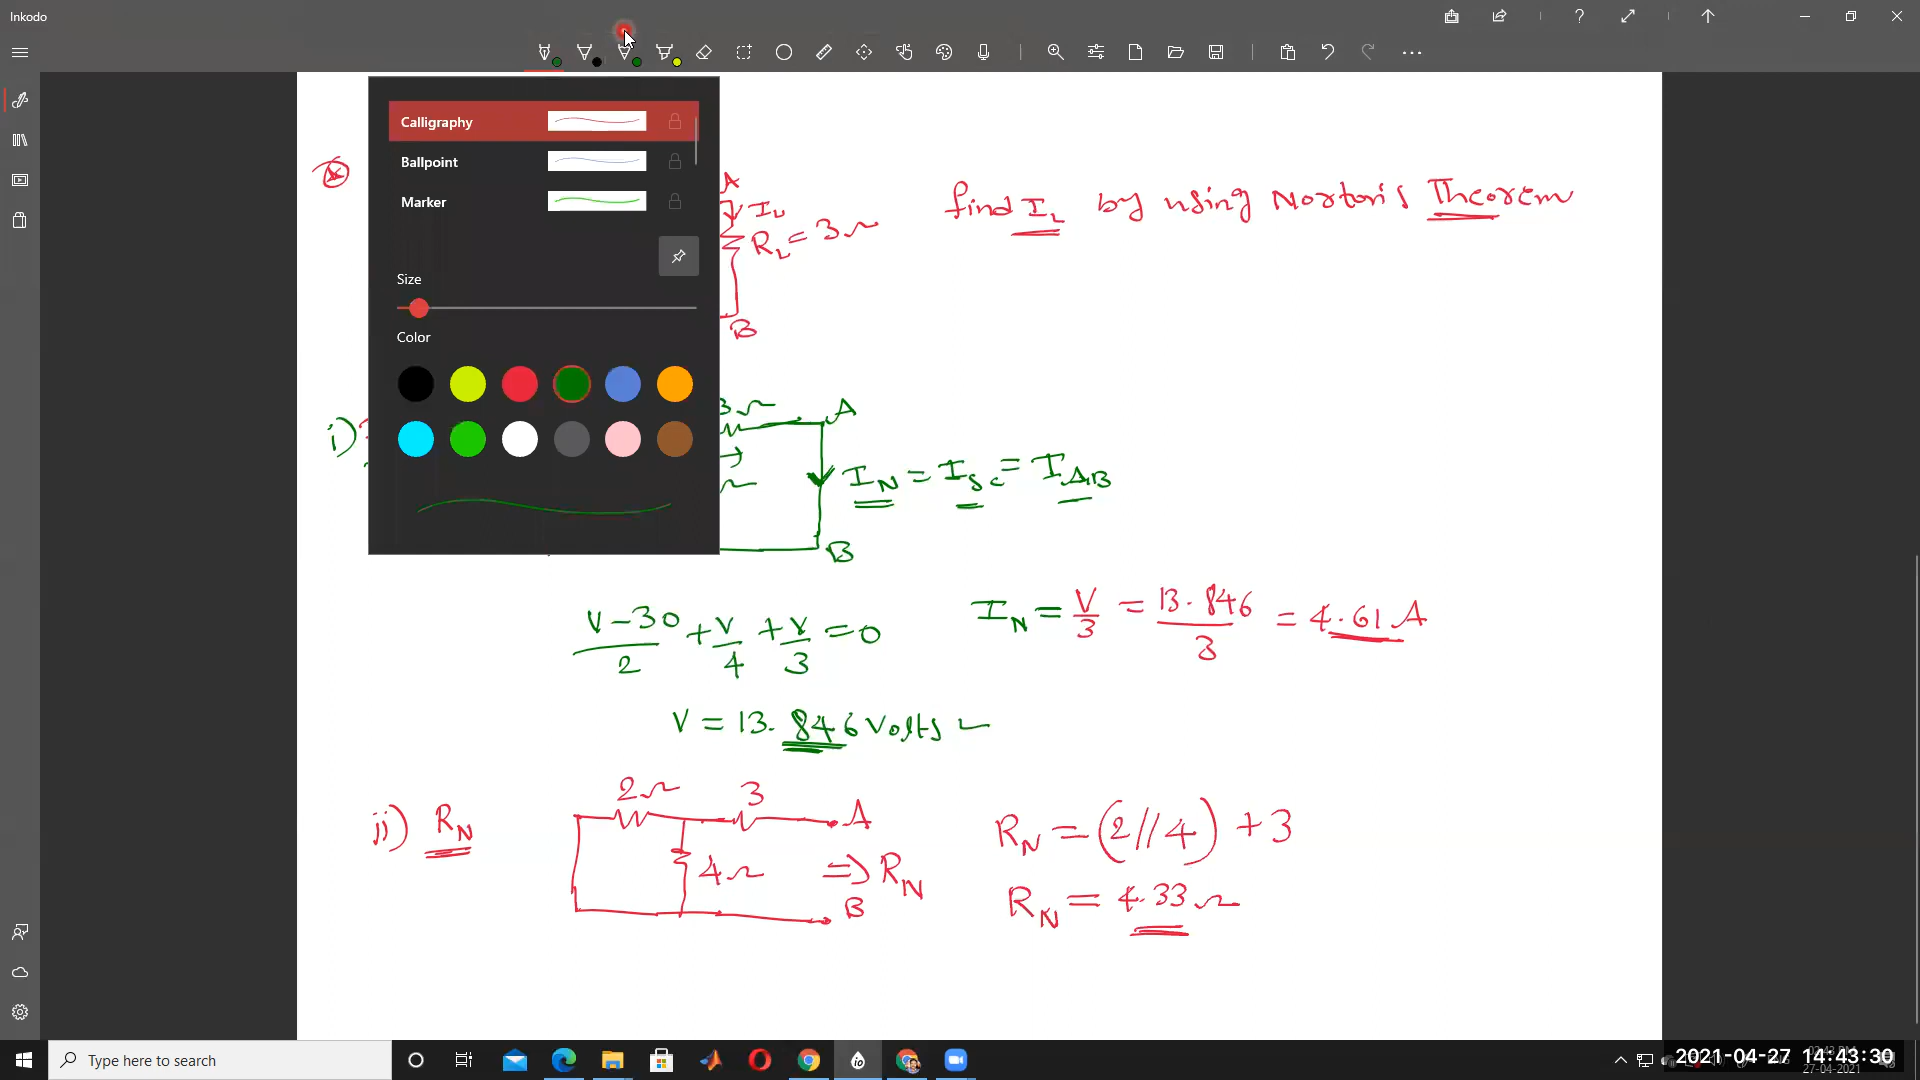 Inkodo
Calligraphy
Ballpoint
Marker
Size
Color
A
I_L
R_L = 3Ω
B
find I_L by using Norton's Theorem
i)
3Ω
A
I_N = I_SC = I_AB
B
(V-30)/2 + V/4 + V/3 = 0
I_N = V/3 = 13.846/3 = 4.61 A
V = 13.846 Volts
ii) R_N
2Ω 3 A
4Ω ⇒ R_N
B
R_N = (2//4) + 3
R_N = 4.33Ω
Type here to search
2021-04-27 14:43:30
27-04-2021